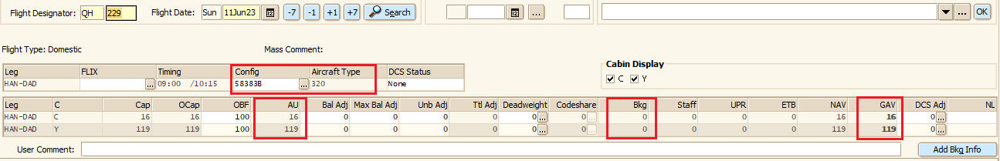 Flight Designator: QH 229 Flight Date: Sun 11Jun23 -7 -1 +1 +7 Search ... ... OK
Flight Type: Domestic Mass Comment:
Cabin Display
C Y
Leg FLIX Timing Config Aircraft Type DCS Status
HAN-DAD ... 09:00 /10:15 58383B ... 320 None
Leg C Cap OCap OBF AU Bal Adj Max Bal Adj Unb Adj Ttl Adj Deadweight Codeshare Bkg Staff UPR ETB NAV GAV DCS Adj NL
HAN-DAD C 16 16 100 16 0 0 0 0 0 ... 0 ... 0 0 0 0 16 16 0 ...
HAN-DAD Y 119 119 100 119 0 0 0 0 0 ... 0 ... 0 0 0 0 119 119 0 ...
User Comment: Add Bkg Info